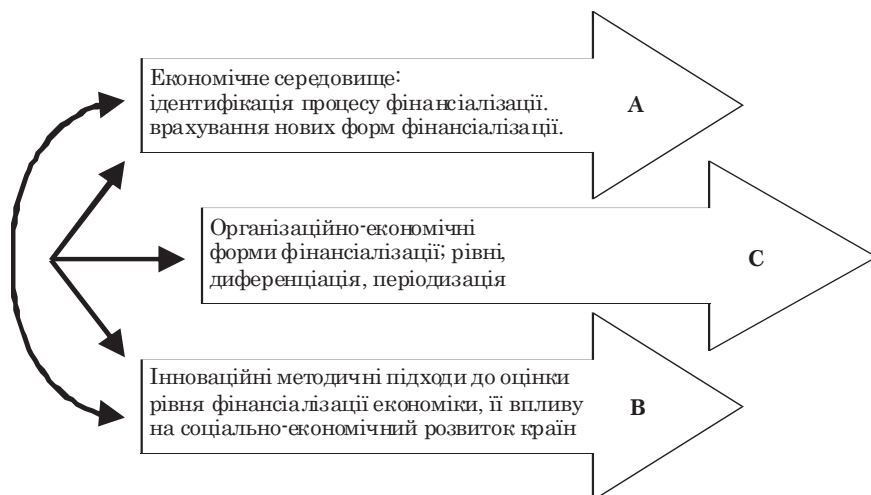 Економічне середовище:
ідентифікація процесу фінансіалізації.
врахування нових форм фінансіалізації.
A
Організаційно-економічні
форми фінансіалізації; рівні,
диференціація, періодизація
C
Інноваційні методичні підходи до оцінки
рівня фінансіалізації економіки, її впливу
на соціально-економічний розвиток країн
B